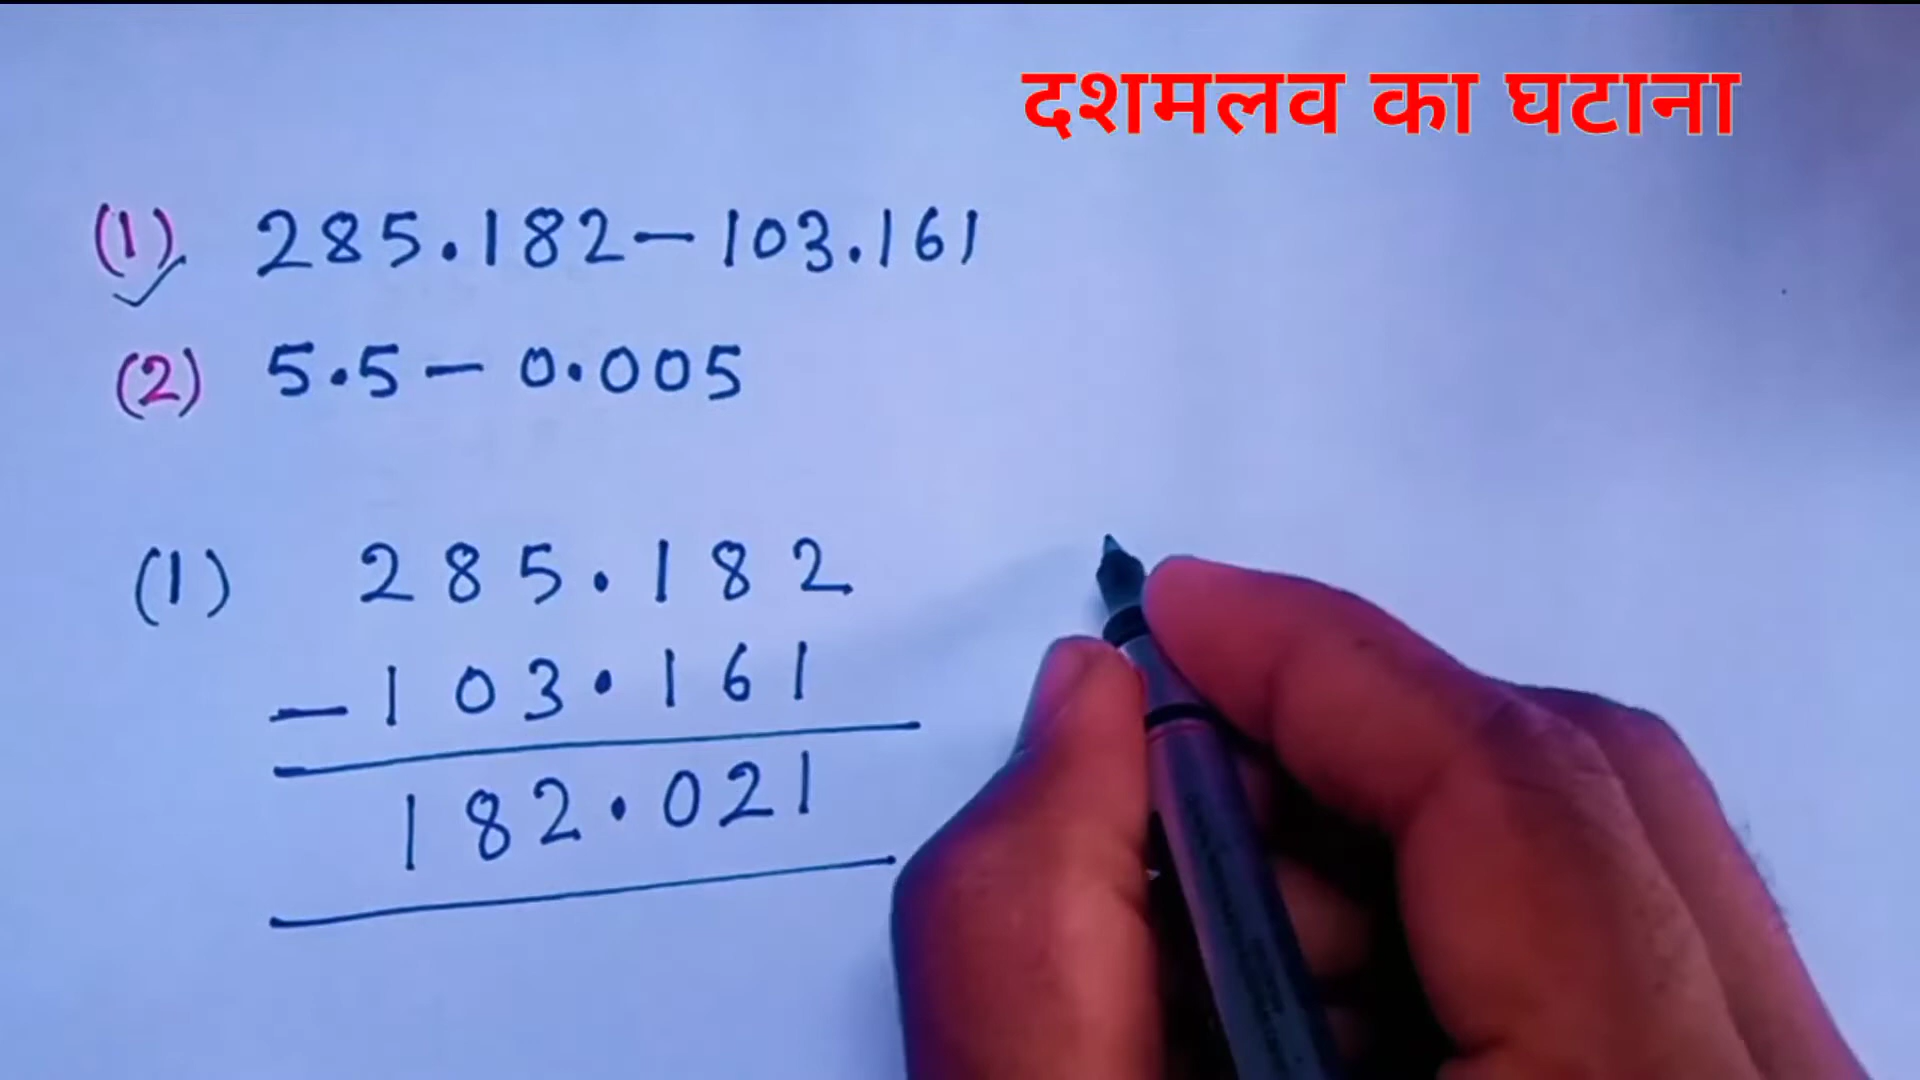 दशमलव का घटाना
(1) 285.182 - 103.161
(2) 5.5 - 0.005
(1) 285.182
- 103.161
182.021